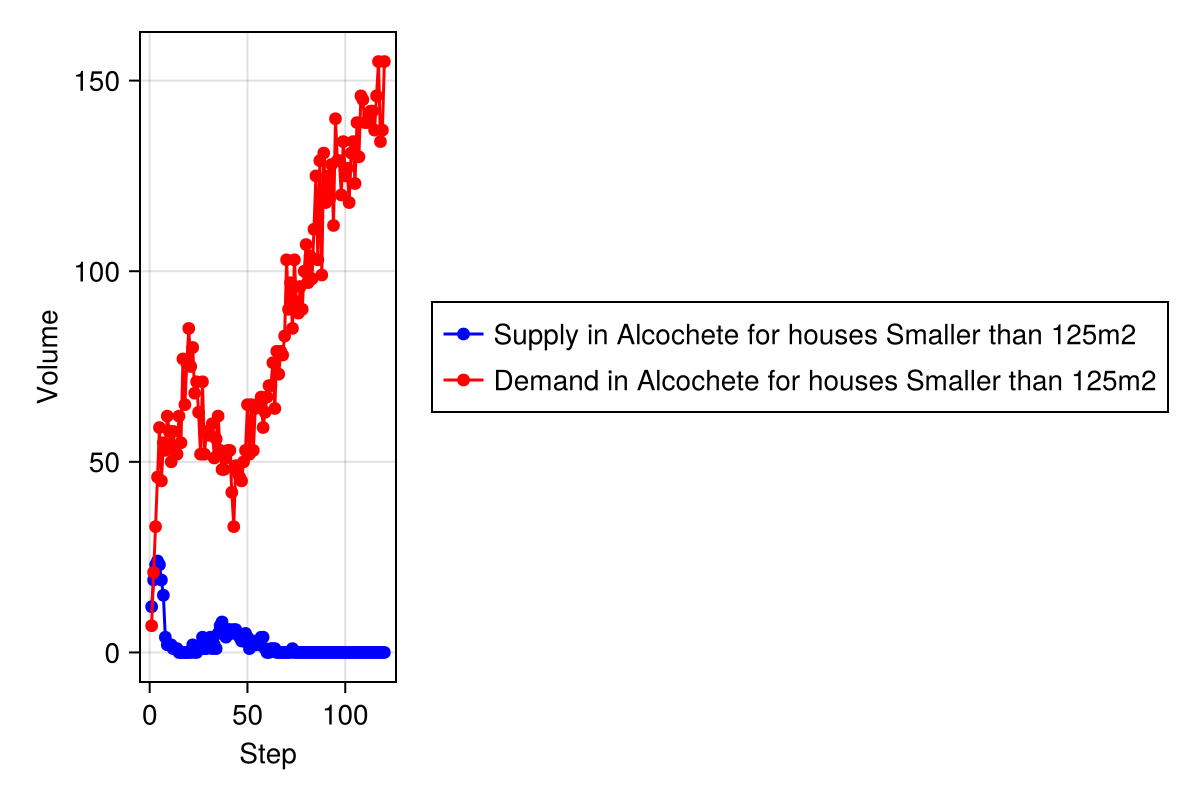 Volume
150
100
50
0
0 50 100
Step
Supply in Alcochete for houses Smaller than 125m2
Demand in Alcochete for houses Smaller than 125m2